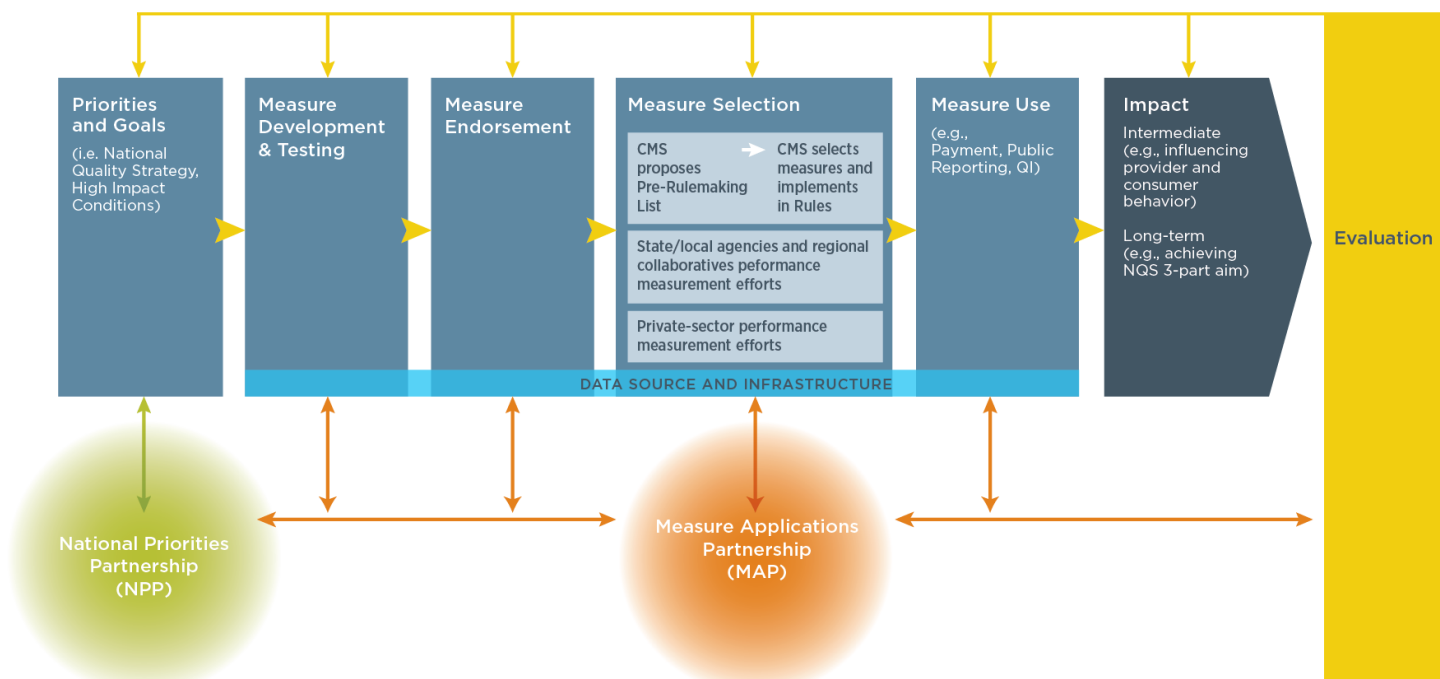 Priorities
and Goals
(i.e. National
Quality Strategy,
High Impact
Conditions)
Measure
Development
& Testing
Measure
Endorsement
Measure Selection
CMS
proposes
Pre-Rulemaking
List
CMS selects
measures and
implements
in Rules
State/local agencies and regional
collaboratives peformance
measurement efforts
Private-sector performance
measurement efforts
Measure Use
(e.g.,
Payment, Public
Reporting, QI)
Impact
Intermediate
(e.g., influencing
provider and
consumer
behavior)
Long-term
(e.g., achieving
NQS 3-part aim)
Evaluation
DATA SOURCE AND INFRASTRUCTURE
National Priorities
Partnership
(NPP)
Measure Applications
Partnership
(MAP)